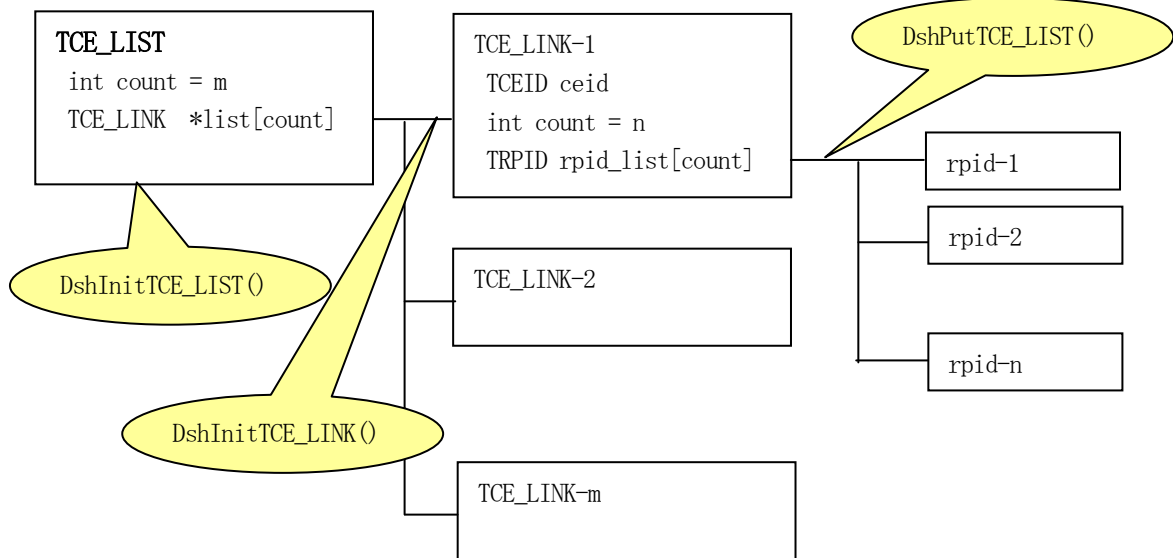 TCE_LIST
int count = m
TCE_LINK *list[count]
TCE_LINK-1
TCEID ceid
int count = n
TRPID rpid_list[count]
DshPutTCE_LIST()
rpid-1
rpid-2
rpid-n
DshInitTCE_LIST()
TCE_LINK-2
DshInitTCE_LINK()
TCE_LINK-m